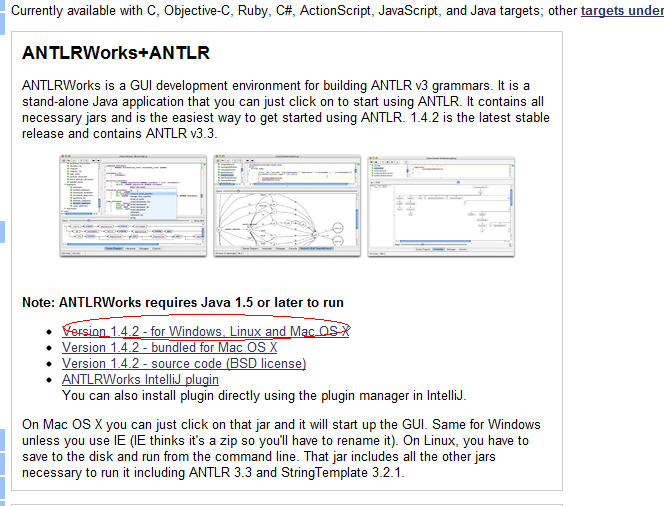 Currently available with C, Objective-C, Ruby, C#, ActionScript, JavaScript, and Java targets; other targets under
ANTLRWorks+ANTLR
ANTLRWorks is a GUI development environment for building ANTLR v3 grammars. It is a
stand-alone Java application that you can just click on to start using ANTLR. It contains all
necessary jars and is the easiest way to get started using ANTLR. 1.4.2 is the latest stable
release and contains ANTLR v3.3.
Note: ANTLRWorks requires Java 1.5 or later to run
Version 1.4.2 - for Windows, Linux and Mac OS X
Version 1.4.2 - bundled for Mac OS X
Version 1.4.2 - source code (BSD license)
ANTLRWorks IntelliJ plugin
You can also install plugin directly using the plugin manager in IntelliJ.
On Mac OS X you can just click on that jar and it will start up the GUI. Same for Windows
unless you use IE (IE thinks it's a zip so you'll have to rename it). On Linux, you have to
save to the disk and run from the command line. That jar includes all the other jars
necessary to run it including ANTLR 3.3 and StringTemplate 3.2.1.